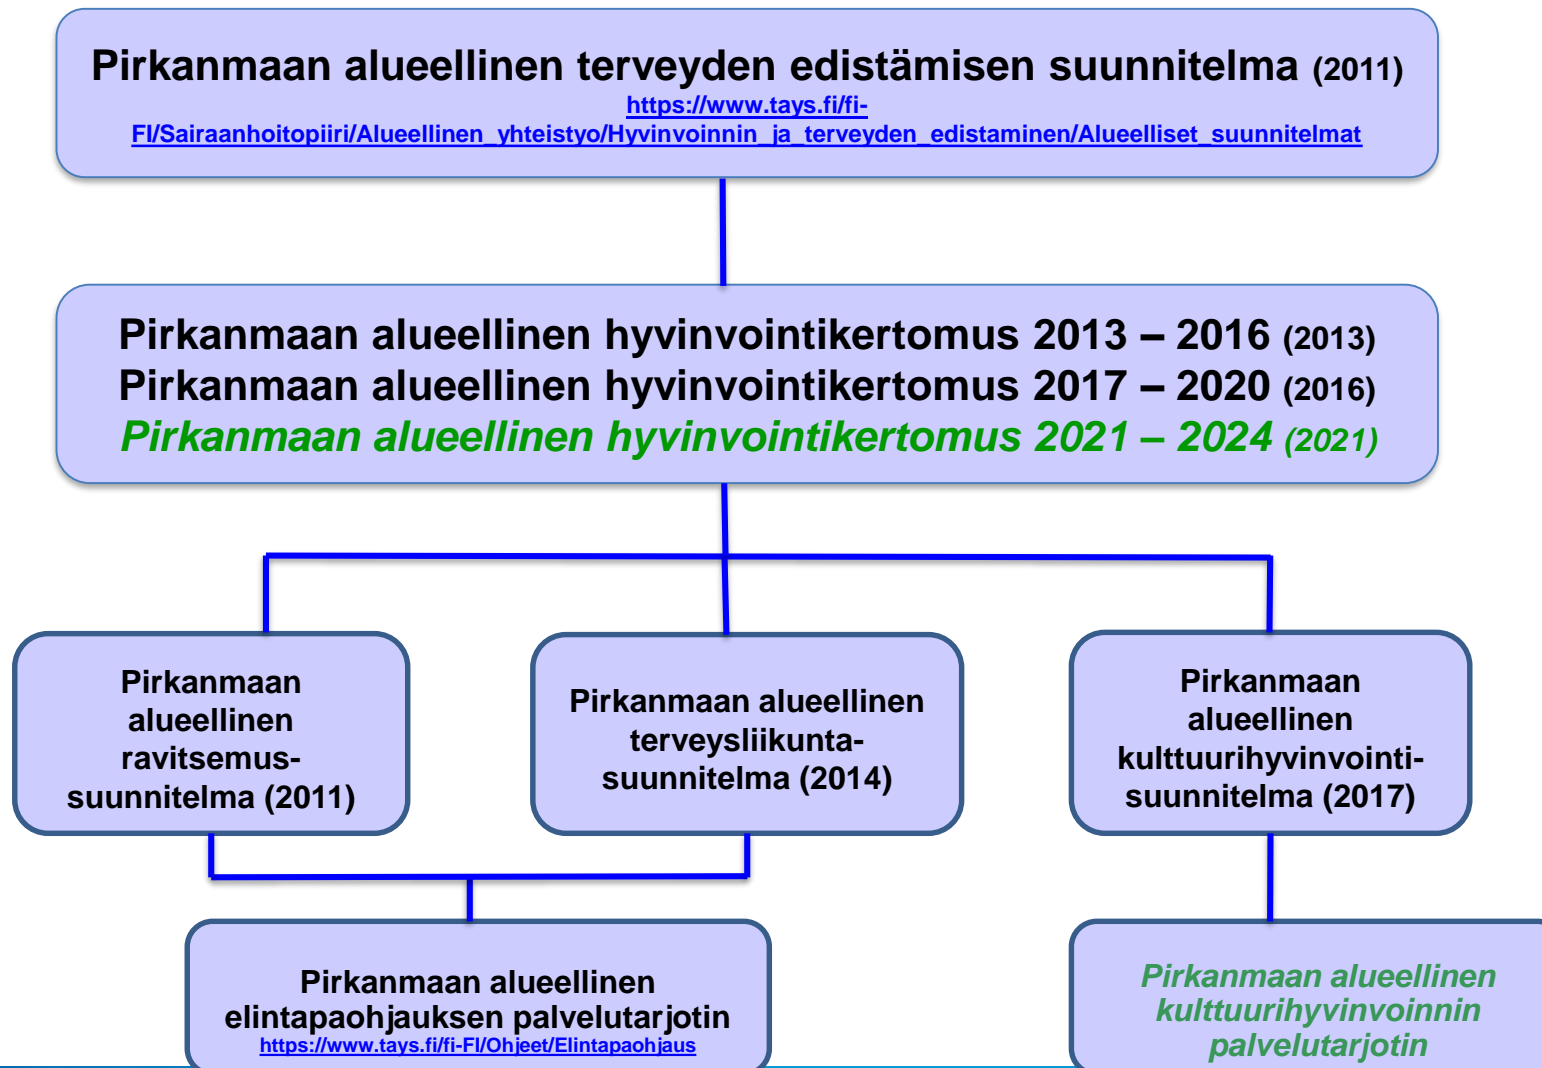 Pirkanmaan alueellinen terveyden edistämisen suunnitelma (2011)
https://www.tays.fi/fi-
FI/Sairaanhoitopiiri/Alueellinen_yhteistyo/Hyvinvoinnin_ja_terveyden_edistaminen/Alueelliset_suunnitelmat
Pirkanmaan alueellinen hyvinvointikertomus 2013 – 2016 (2013)
Pirkanmaan alueellinen hyvinvointikertomus 2017 – 2020 (2016)
Pirkanmaan alueellinen hyvinvointikertomus 2021 – 2024 (2021)
Pirkanmaan
alueellinen
ravitsemus-
suunnitelma (2011)
Pirkanmaan alueellinen
terveysliikunta-
suunnitelma (2014)
Pirkanmaan
alueellinen
kulttuurihyvinvointi-
suunnitelma (2017)
Pirkanmaan alueellinen
elintapaohjauksen palvelutarjotin
https://www.tays.fi/fi-FI/Ohjeet/Elintapaohjaus
Pirkanmaan alueellinen
kulttuurihyvinvoinnin
palvelutarjotin